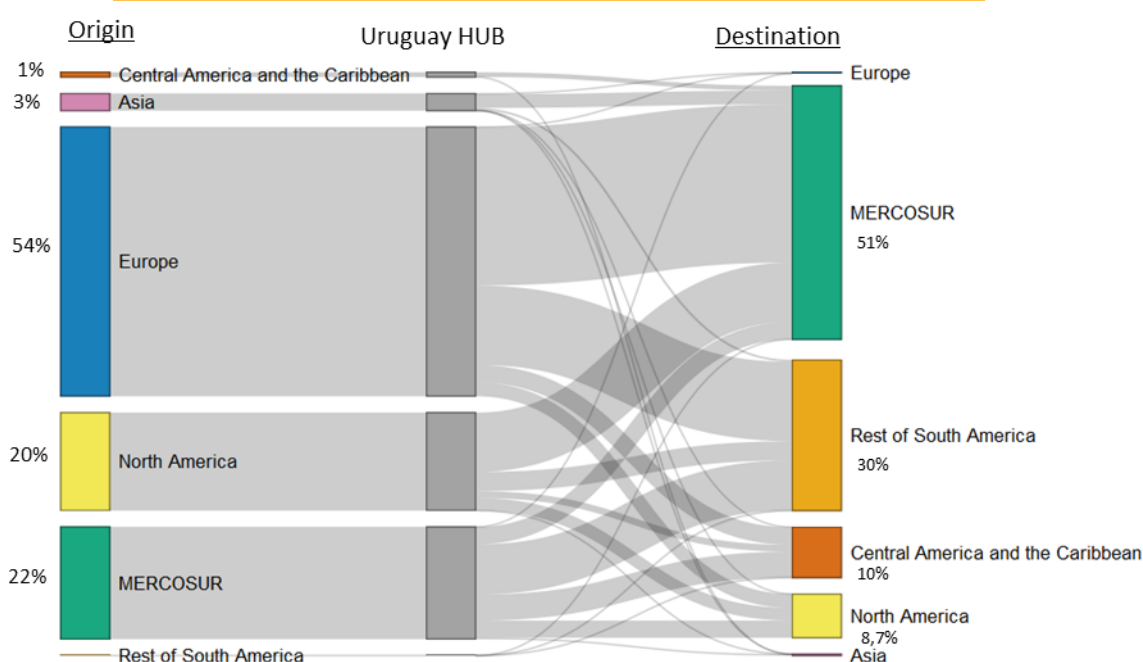 Origin
Uruguay HUB
Destination
1%
Central America and the Caribbean
3%
Asia
54%
Europe
20%
North America
22%
MERCOSUR
Rest of South America
Europe
MERCOSUR
51%
Rest of South America
30%
Central America and the Caribbean
10%
North America
8,7%
Asia